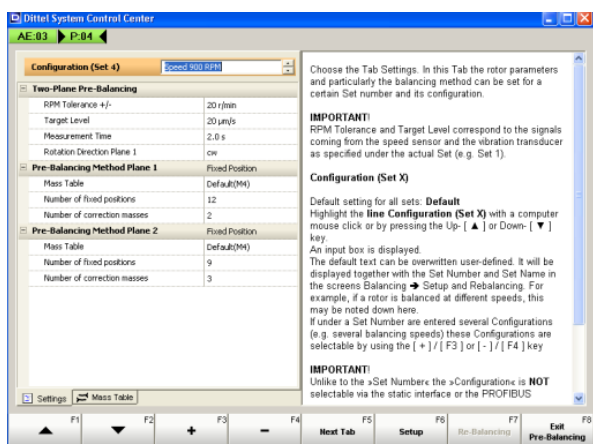 Dittel System Control Center
AE:03 P:04
Configuration (Set 4) Speed 900 RPM
Two-Plane Pre-Balancing
RPM Tolerance +/- 20 r/min
Target Level 20 µm/s
Measurement Time 2.0 s
Rotation Direction Plane 1 cw
Pre-Balancing Method Plane 1 Fixed Position
Mass Table Default(M4)
Number of fixed positions 12
Number of correction masses 2
Pre-Balancing Method Plane 2 Fixed Position
Mass Table Default(M4)
Number of fixed positions 9
Number of correction masses 3
Settings Mass Table
Choose the Tab Settings. In this Tab the rotor parameters
and particularly the balancing method can be set for a
certain Set number and its configuration.
IMPORTANT!
RPM Tolerance and Target Level correspond to the signals
coming from the speed sensor and the vibration transducer
as specified under the actual Set (e.g. Set 1).
Configuration (Set X)
Default setting for all sets: Default
Highlight the line Configuration (Set X) with a computer
mouse click or by pressing the Up- [ ▲ ] or Down- [ ▼ ]
key.
An input box is displayed.
The default text can be overwritten user-defined. It will be
displayed together with the Set Number and Set Name in
the screens Balancing ➔ Setup and Rebalancing. For
example, if a rotor is balanced at different speeds, this
may be noted down here.
If under a Set Number are entered several Configurations
(e.g. several balancing speeds) these Configurations are
selectable by using the [ + ] / [ F3 ] or [ - ] / [ F4 ] key
IMPORTANT!
Unlike to the »Set Number« the »Configuration« is NOT
selectable via the static interface or the PROFIBUS
F1 F2 F3 F4 F5 F6 F7 F8
▲ ▼ + − Next Tab Setup Re-Balancing Exit
Pre-Balancing